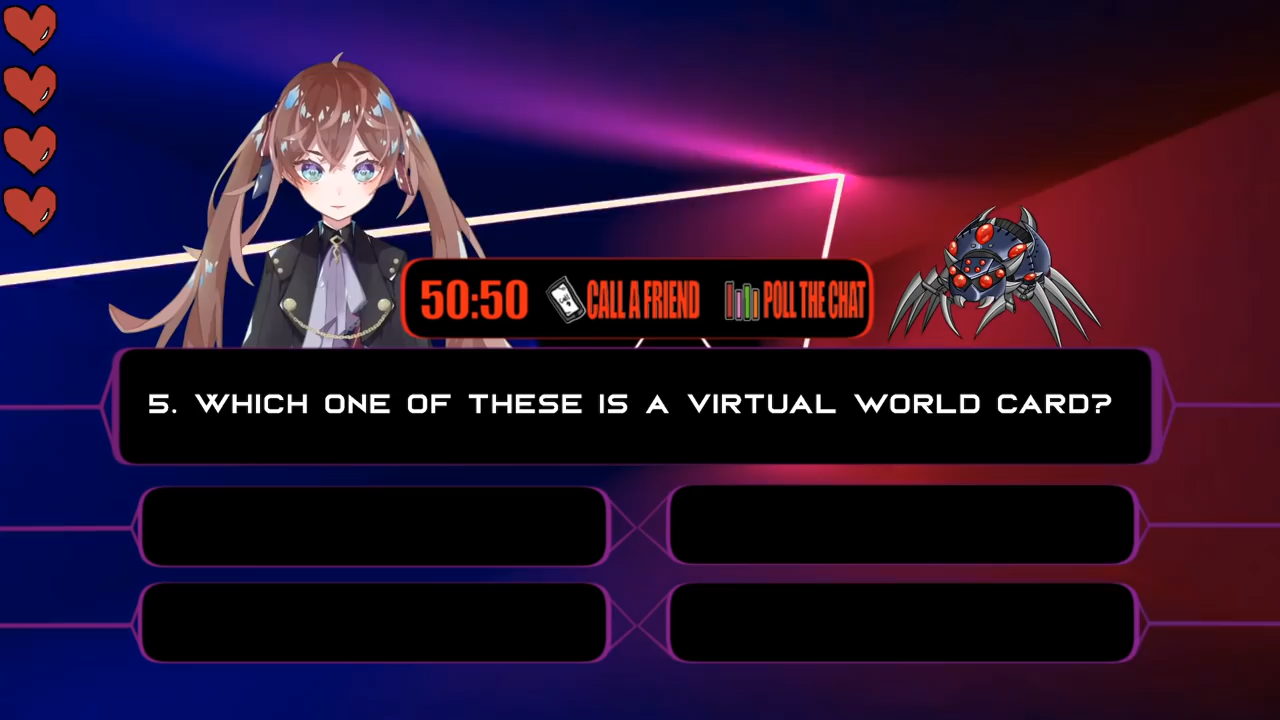 50:50 CALL A FRIEND POLL THE CHAT
5. WHICH ONE OF THESE IS A VIRTUAL WORLD CARD?